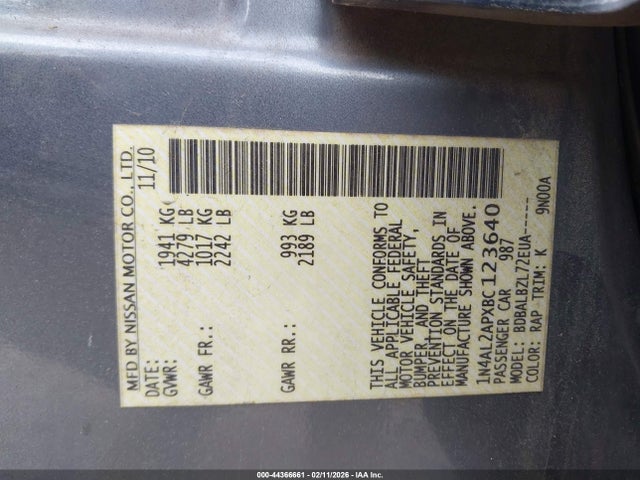 MFD BY NISSAN MOTOR CO., LTD.
DATE: 11/10
GVWR: 1941 KG
4279 LB
GAWR FR.: 1017 KG
2242 LB
GAWR RR.: 993 KG
2189 LB
THIS VEHICLE CONFORMS TO
ALL APPLICABLE FEDERAL
MOTOR VEHICLE SAFETY,
BUMPER, AND THEFT
PREVENTION STANDARDS IN
EFFECT ON THE DATE OF
MANUFACTURE SHOWN ABOVE.
1N4AL2APXBC123640
PASSENGER CAR 987
MODEL: BDBALBZL72EUA-----
COLOR: RAP TRIM: K 9N00A
000-44366661 - 02/11/2026 - IAA Inc.